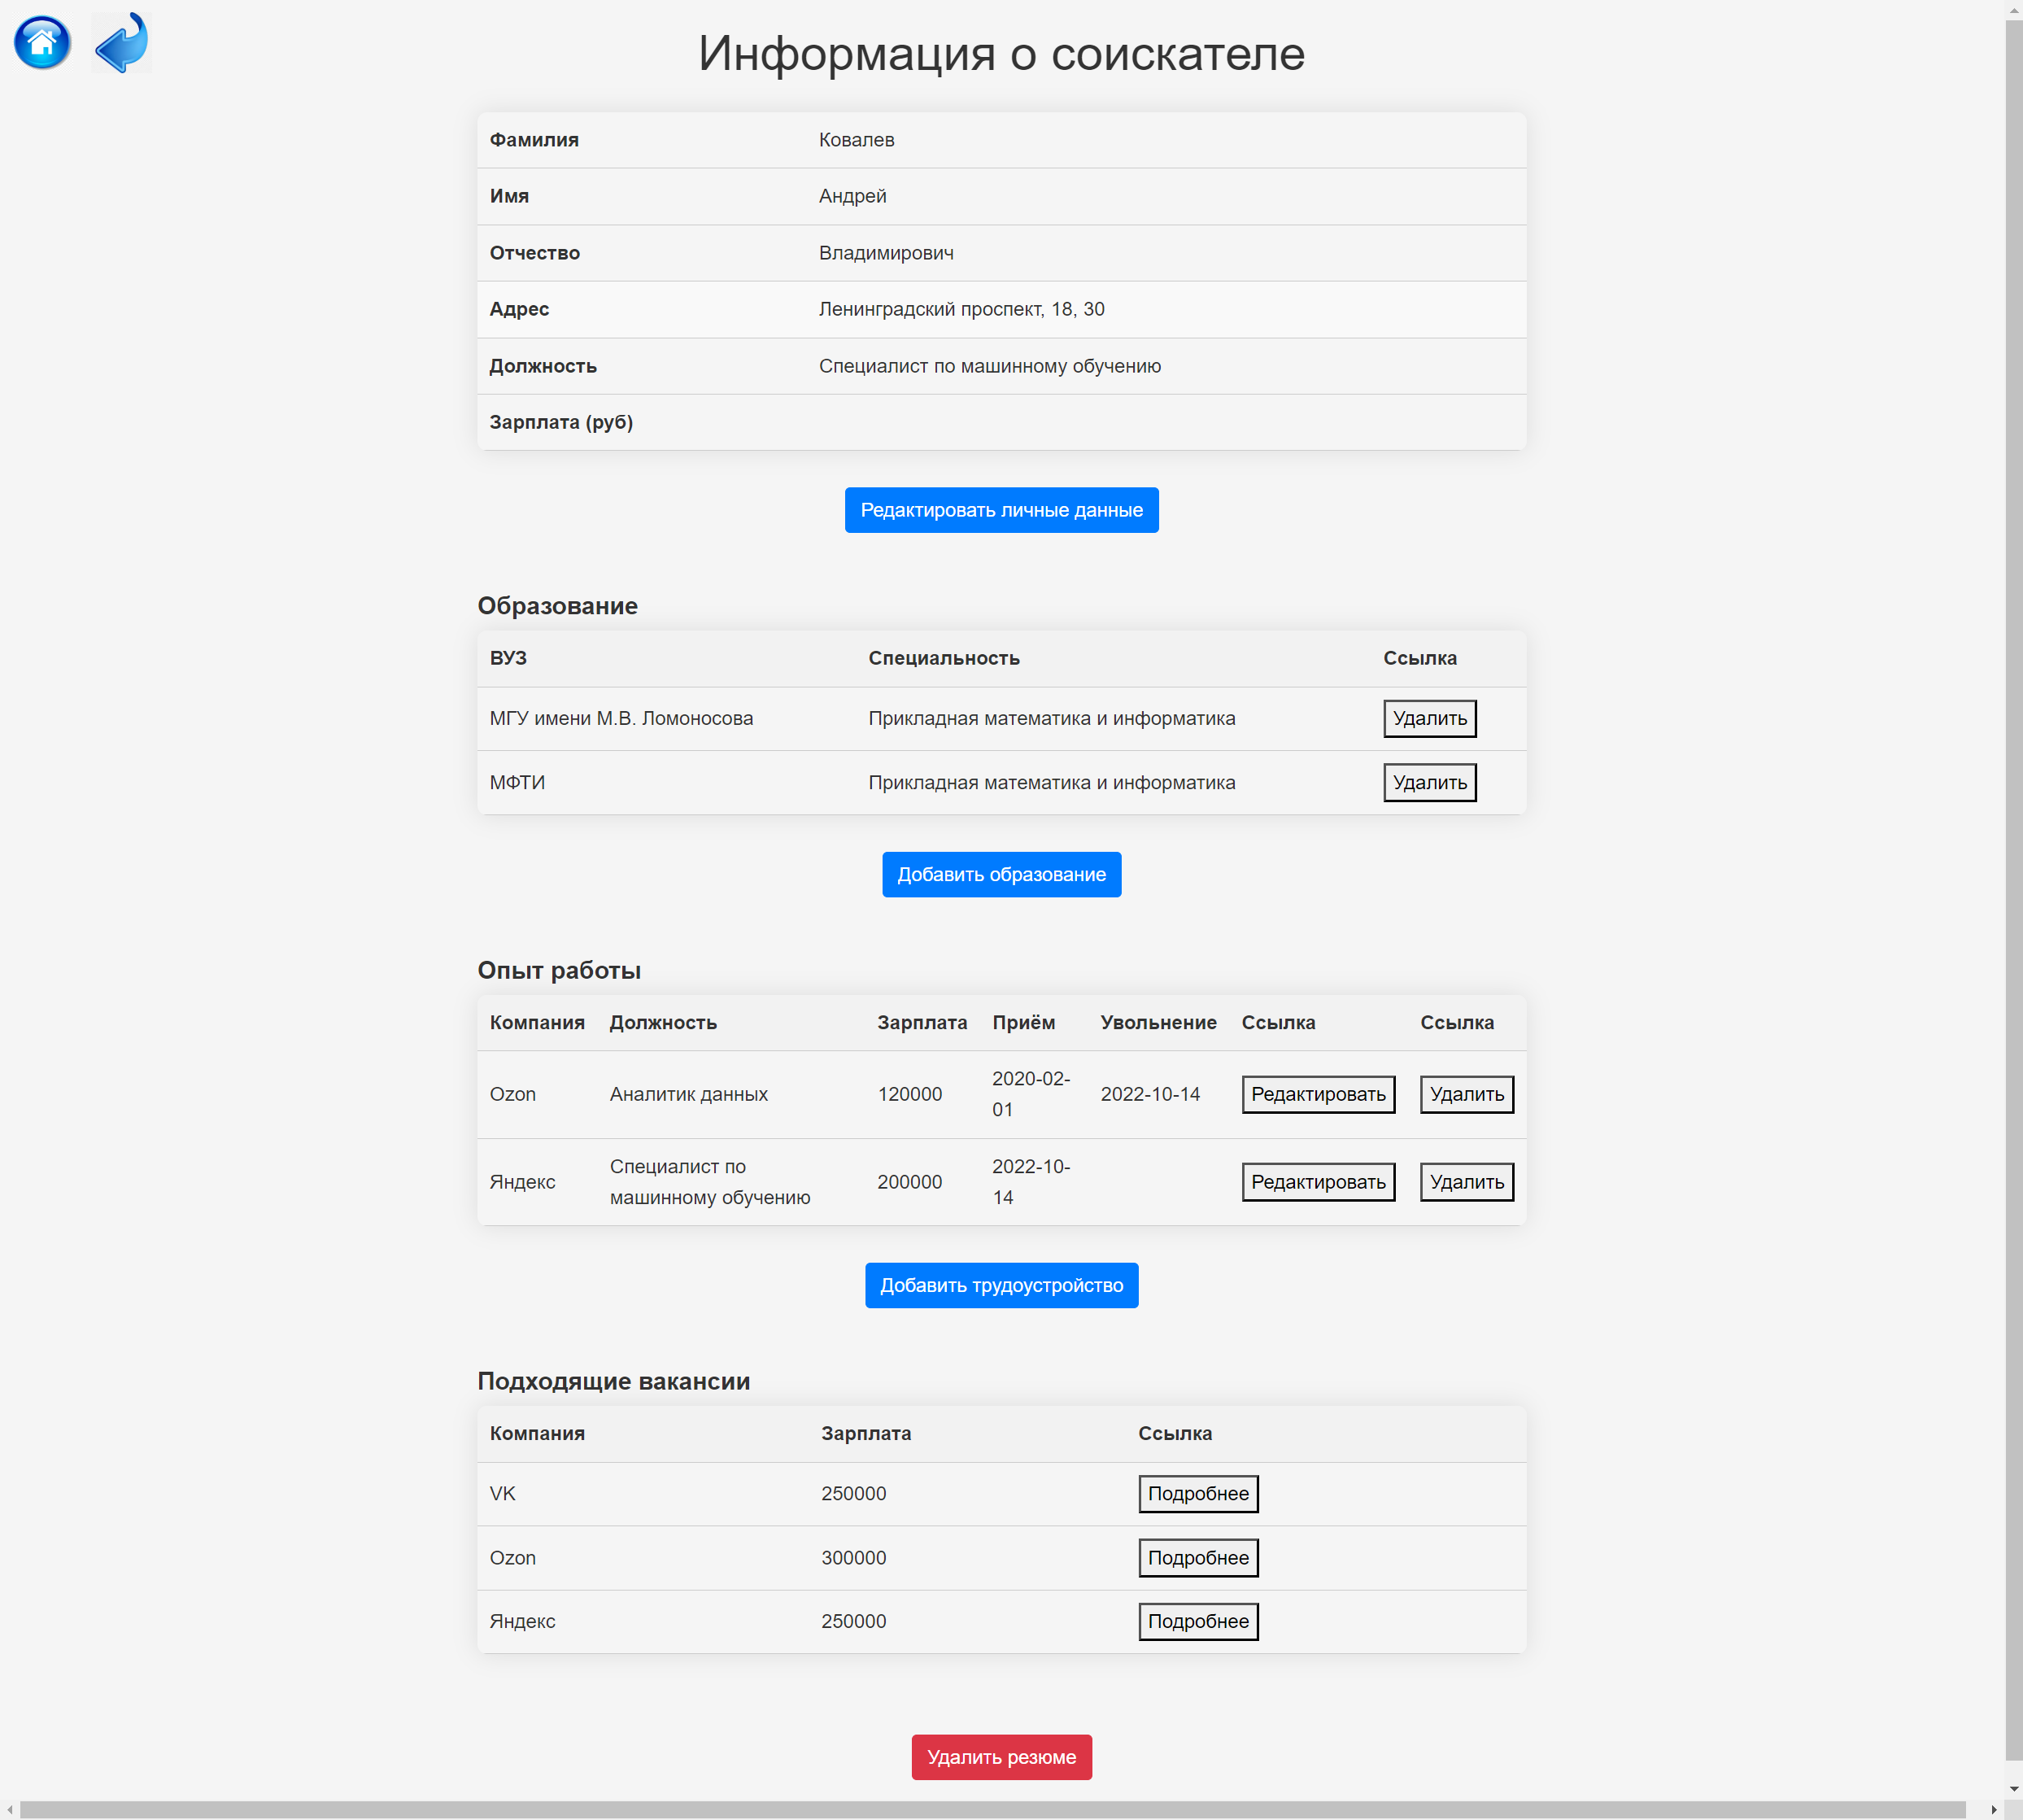 Информация о соискателе
Фамилия Ковалев
Имя Андрей
Отчество Владимирович
Адрес Ленинградский проспект, 18, 30
Должность Специалист по машинному обучению
Зарплата (руб)
Редактировать личные данные
Образование
ВУЗ Специальность Ссылка
МГУ имени М.В. Ломоносова Прикладная математика и информатика Удалить
МФТИ Прикладная математика и информатика Удалить
Добавить образование
Опыт работы
Компания Должность Зарплата Приём Увольнение Ссылка Ссылка
Ozon Аналитик данных 120000 2020-02-
01 2022-10-14 Редактировать Удалить
Яндекс Специалист по
машинному обучению 200000 2022-10-
14 Редактировать Удалить
Добавить трудоустройство
Подходящие вакансии
Компания Зарплата Ссылка
VK 250000 Подробнее
Ozon 300000 Подробнее
Яндекс 250000 Подробнее
Удалить резюме